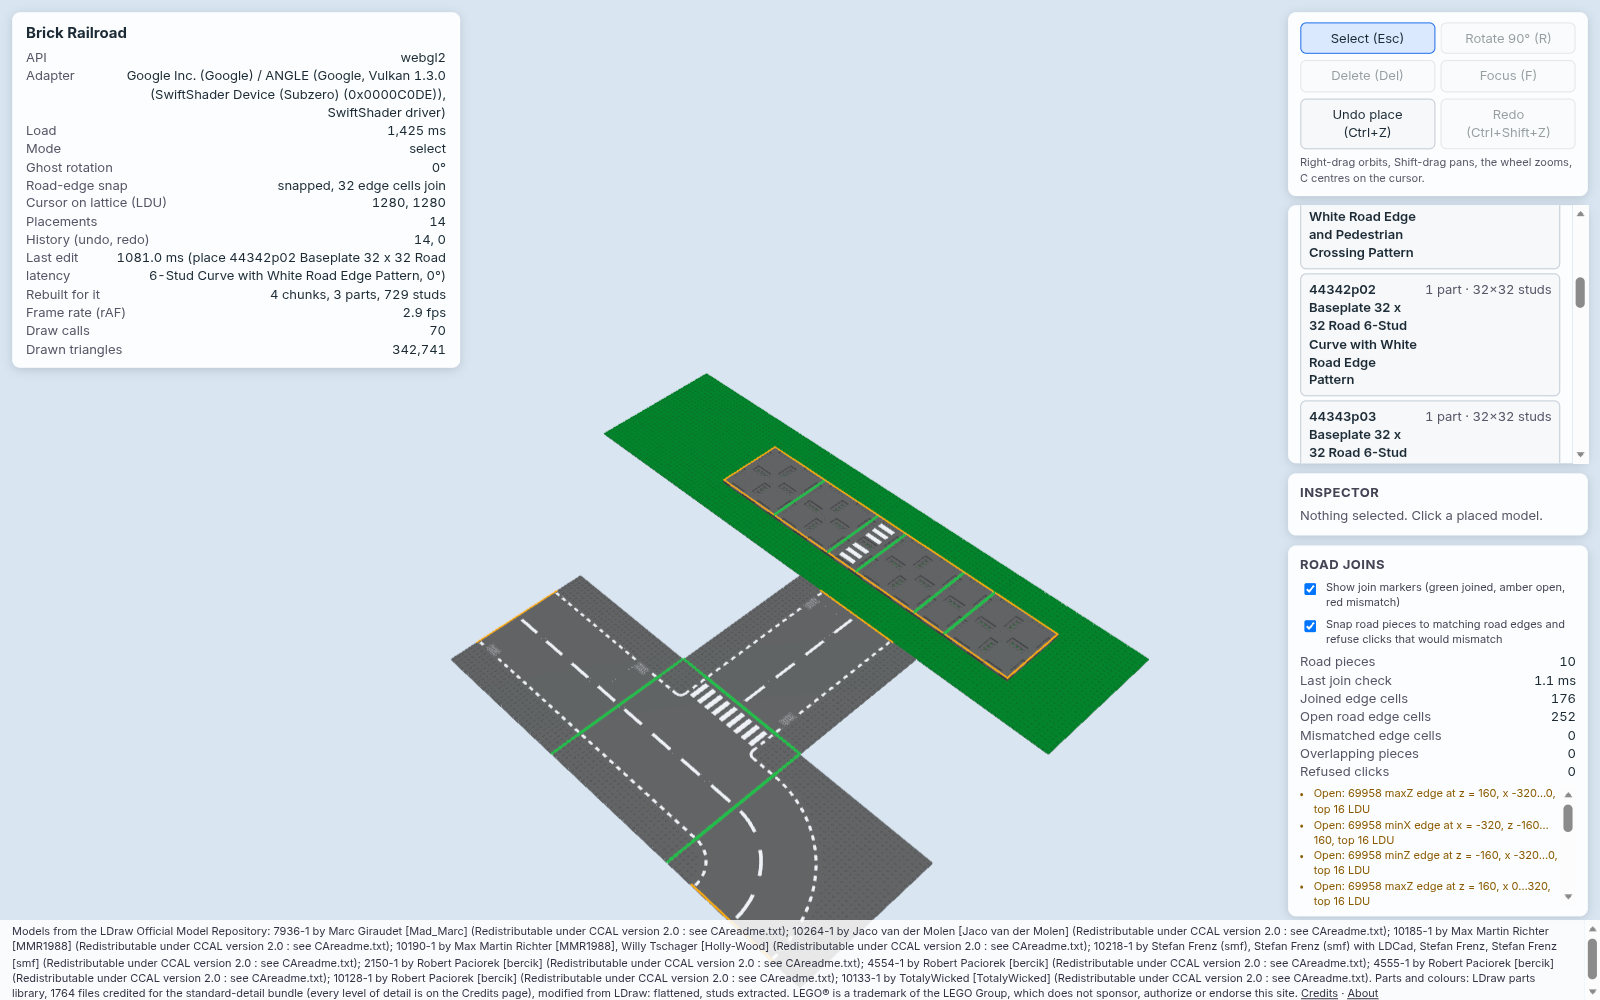 Brick Railroad
API webgl2
Adapter Google Inc. (Google) / ANGLE (Google, Vulkan 1.3.0
(SwiftShader Device (Subzero) (0x0000C0DE)),
SwiftShader driver)
Load 1,425 ms
Mode select
Ghost rotation 0°
Road-edge snap snapped, 32 edge cells join
Cursor on lattice (LDU) 1280, 1280
Placements 14
History (undo, redo) 14, 0
Last edit 1081.0 ms (place 44342p02 Baseplate 32 x 32 Road
latency 6-Stud Curve with White Road Edge Pattern, 0°)
Rebuilt for it 4 chunks, 3 parts, 729 studs
Frame rate (rAF) 2.9 fps
Draw calls 70
Drawn triangles 342,741
Select (Esc) Rotate 90° (R)
Delete (Del) Focus (F)
Undo place Redo
(Ctrl+Z) (Ctrl+Shift+Z)
Right-drag orbits, Shift-drag pans, the wheel zooms,
C centres on the cursor.
White Road Edge
and Pedestrian
Crossing Pattern
44342p02 1 part · 32×32 studs
Baseplate 32 x
32 Road 6-Stud
Curve with White
Road Edge
Pattern
44343p03 1 part · 32×32 studs
Baseplate 32 x
32 Road 6-Stud
INSPECTOR
Nothing selected. Click a placed model.
ROAD JOINS
Show join markers (green joined, amber open,
red mismatch)
Snap road pieces to matching road edges and
refuse clicks that would mismatch
Road pieces 10
Last join check 1.1 ms
Joined edge cells 176
Open road edge cells 252
Mismatched edge cells 0
Overlapping pieces 0
Refused clicks 0
• Open: 69958 maxZ edge at z = 160, x -320…0,
top 16 LDU
• Open: 69958 minX edge at x = -320, z -160…
160, top 16 LDU
• Open: 69958 minZ edge at z = -160, x -320…0,
top 16 LDU
• Open: 69958 maxZ edge at z = 160, x 0…320,
top 16 LDU
Models from the LDraw Official Model Repository: 7936-1 by Marc Giraudet [Mad_Marc] (Redistributable under CCAL version 2.0 : see CAreadme.txt); 10264-1 by Jaco van der Molen [Jaco van der Molen] (Redistributable under CCAL version 2.0 : see CAreadme.txt); 10185-1 by Max Martin Richter
[MMR1988] (Redistributable under CCAL version 2.0 : see CAreadme.txt); 10190-1 by Max Martin Richter [MMR1988], Willy Tschager [Holly-Wood] (Redistributable under CCAL version 2.0 : see CAreadme.txt); 10218-1 by Stefan Frenz (smf), Stefan Frenz (smf) with LDCad, Stefan Frenz, Stefan Frenz
[smf] (Redistributable under CCAL version 2.0 : see CAreadme.txt); 2150-1 by Robert Paciorek [bercik] (Redistributable under CCAL version 2.0 : see CAreadme.txt); 4554-1 by Robert Paciorek [bercik] (Redistributable under CCAL version 2.0 : see CAreadme.txt); 4555-1 by Robert Paciorek [bercik]
(Redistributable under CCAL version 2.0 : see CAreadme.txt); 10128-1 by Robert Paciorek [bercik] (Redistributable under CCAL version 2.0 : see CAreadme.txt); 10133-1 by TotalyWicked [TotalyWicked] (Redistributable under CCAL version 2.0 : see CAreadme.txt). Parts and colours: LDraw parts
library, 1764 files credited for the standard-detail bundle (every level of detail is on the Credits page), modified from LDraw: flattened, studs extracted. LEGO® is a trademark of the LEGO Group, which does not sponsor, authorize or endorse this site. Credits · About